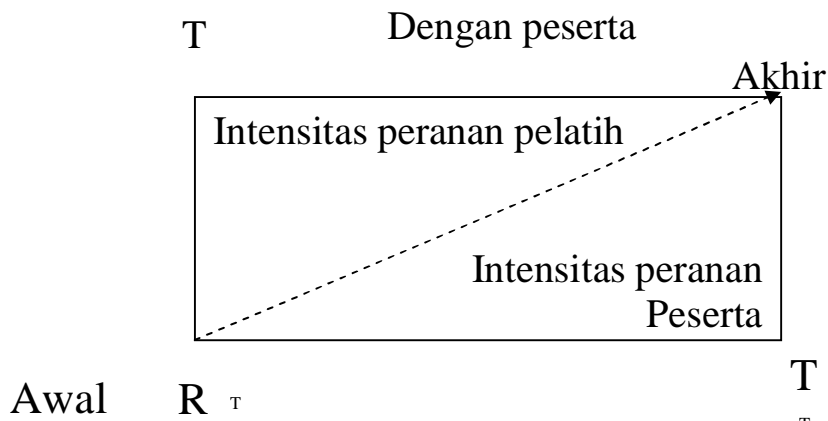 T Dengan peserta
Akhir
Intensitas peranan pelatih
Intensitas peranan
Peserta
T
Awal R T
T